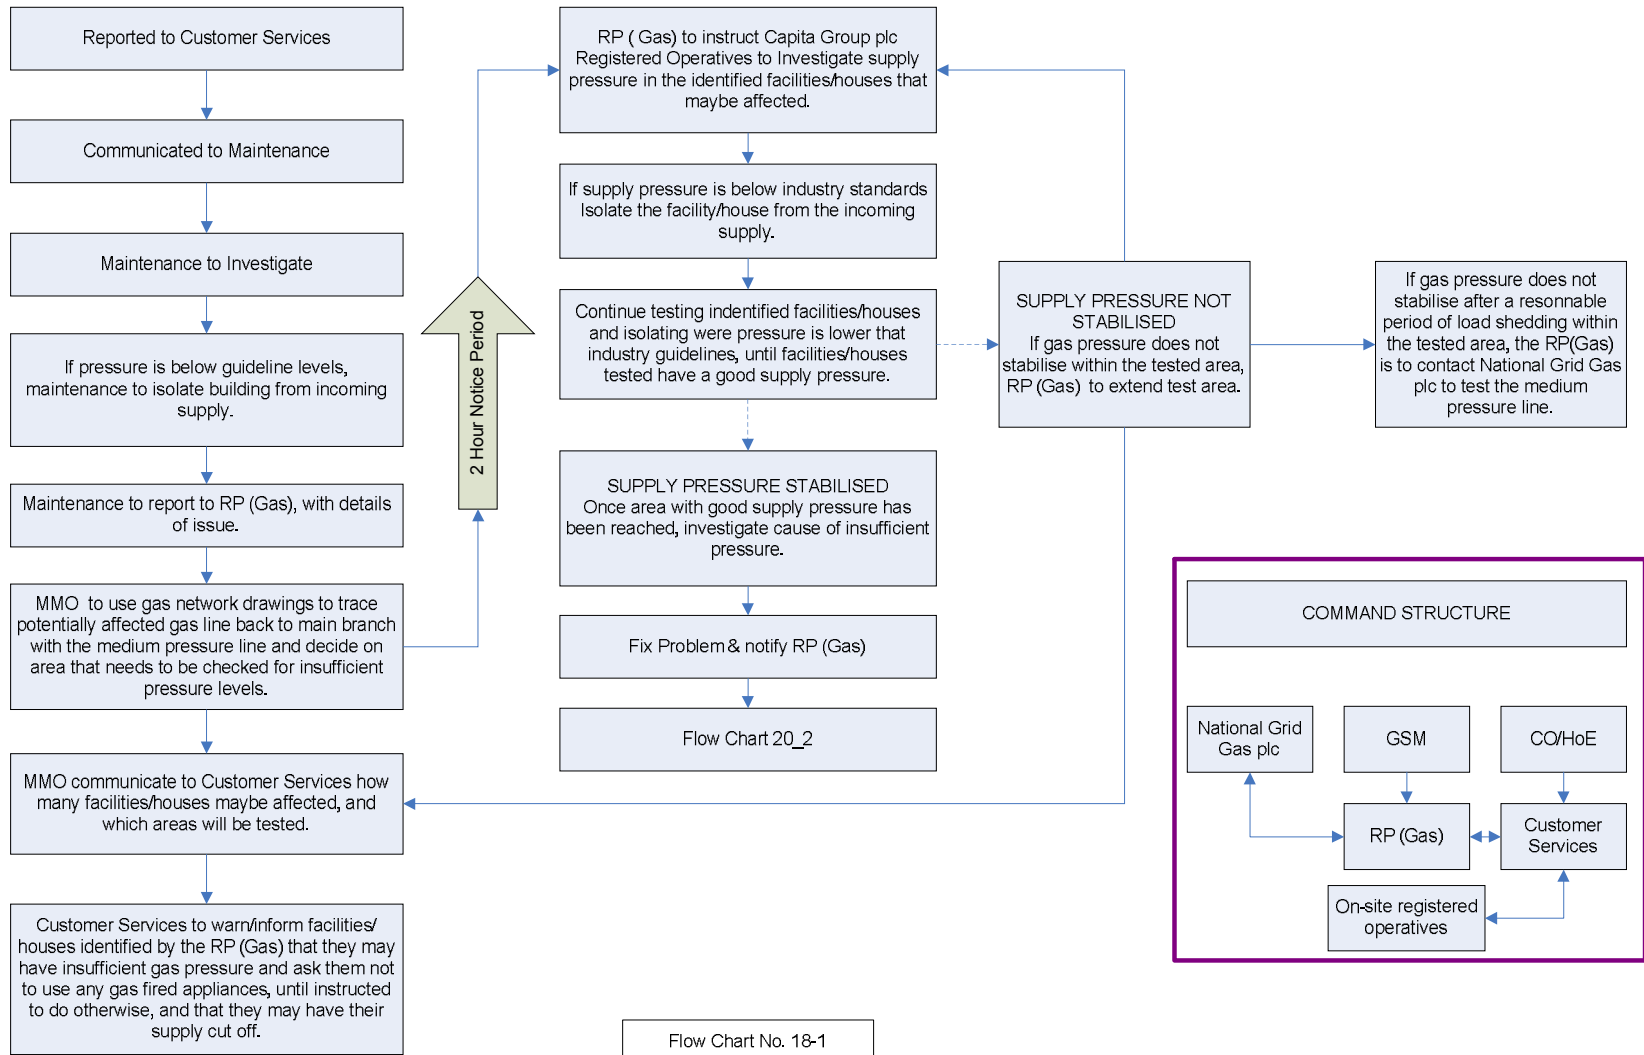 Reported to Customer Services
Communicated to Maintenance
Maintenance to Investigate
If pressure is below guideline levels,
maintenance to isolate building from incoming
supply.
Maintenance to report to RP (Gas), with details
of issue.
MMO to use gas network drawings to trace
potentially affected gas line back to main branch
with the medium pressure line and decide on
area that needs to be checked for insufficient
pressure levels.
MMO communicate to Customer Services how
many facilities/houses maybe affected, and
which areas will be tested.
Customer Services to warn/inform facilities/
houses identified by the RP (Gas) that they may
have insufficient gas pressure and ask them not
to use any gas fired appliances, until instructed
to do otherwise, and that they may have their
supply cut off.
2 Hour Notice Period
RP ( Gas) to instruct Capita Group plc
Registered Operatives to Investigate supply
pressure in the identified facilities/houses that
maybe affected.
If supply pressure is below industry standards
Isolate the facility/house from the incoming
supply.
Continue testing indentified facilities/houses
and isolating were pressure is lower that
industry guidelines, until facilities/houses
tested have a good supply pressure.
SUPPLY PRESSURE STABILISED
Once area with good supply pressure has
been reached, investigate cause of insufficient
pressure.
Fix Problem & notify RP (Gas)
Flow Chart 20_2
SUPPLY PRESSURE NOT
STABILISED
If gas pressure does not
stabilise within the tested area,
RP (Gas) to extend test area.
If gas pressure does not
stabilise after a resonnable
period of load shedding within
the tested area, the RP(Gas)
is to contact National Grid Gas
plc to test the medium
pressure line.
COMMAND STRUCTURE
National Grid
Gas plc
GSM
CO/HoE
RP (Gas)
Customer
Services
On-site registered
operatives
Flow Chart No. 18-1